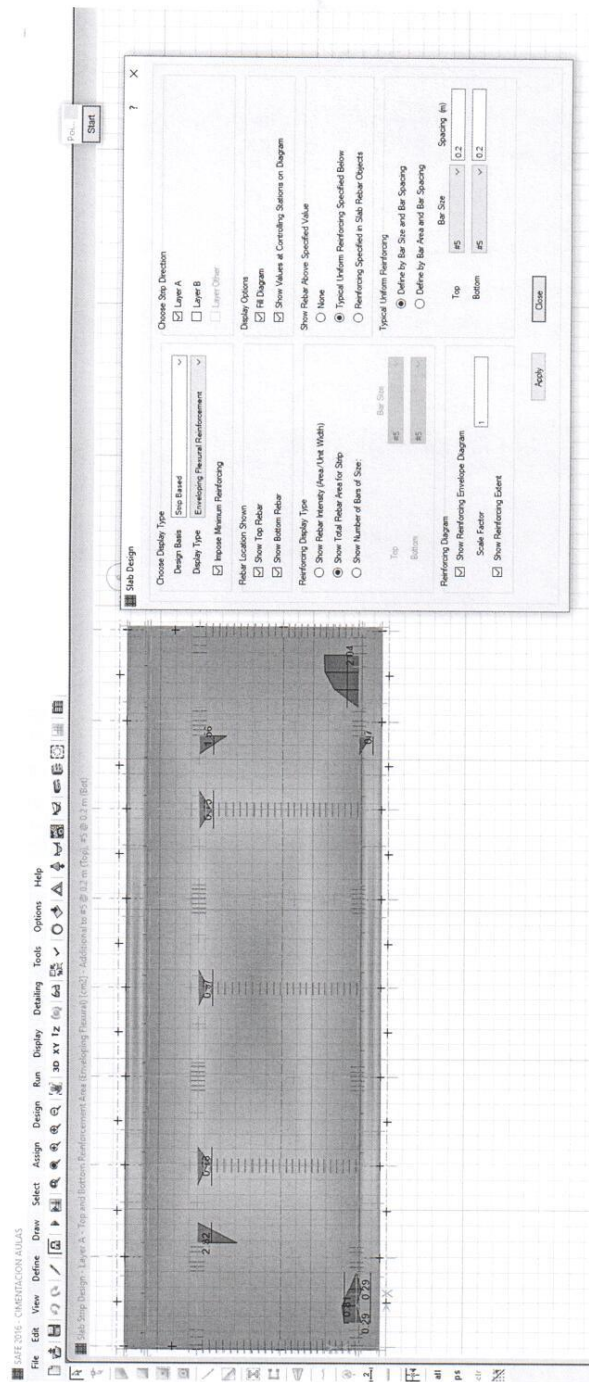 SAFE 2016 - CIMENTACION AULAS
File Edit View Define Draw Select Assign Design Run Display Detailing Tools Options Help
3D XY YZ 6d
Slab Strip Design - Layer A - Top and Bottom Reinforcement Area (Enveloping Flexural) [cm2] - Additional to #5 @ 0.2 m (Top), #5 @ 0.2 m (Bot)
all
ps
clr
2.82
0.47
0.7
2.04
0.29
0.29
Start
Slab Design
? ×
Choose Display Type
Design Basis Strip Based
Display Type Enveloping Flexural Reinforcement
Impose Minimum Reinforcing
Rebar Location Shown
Show Top Rebar
Show Bottom Rebar
Reinforcing Display Type
Show Rebar Intensity (Area/Unit Width)
Show Total Rebar Area for Strip
Show Number of Bars of Size:
Bar Size
Top #5
Bottom #5
Reinforcing Diagram
Show Reinforcing Envelope Diagram
Scale Factor 1
Show Reinforcing Extent
Choose Strip Direction
Layer A
Layer B
Layer Other
Display Options
Fill Diagram
Show Values at Controlling Stations on Diagram
Show Rebar Above Specified Value
None
Typical Uniform Reinforcing Specified Below
Reinforcing Specified in Slab Rebar Objects
Typical Uniform Reinforcing
Define by Bar Size and Bar Spacing
Define by Bar Area and Bar Spacing
Bar Size Spacing (m)
Top #5 0.2
Bottom #5 0.2
Apply Close